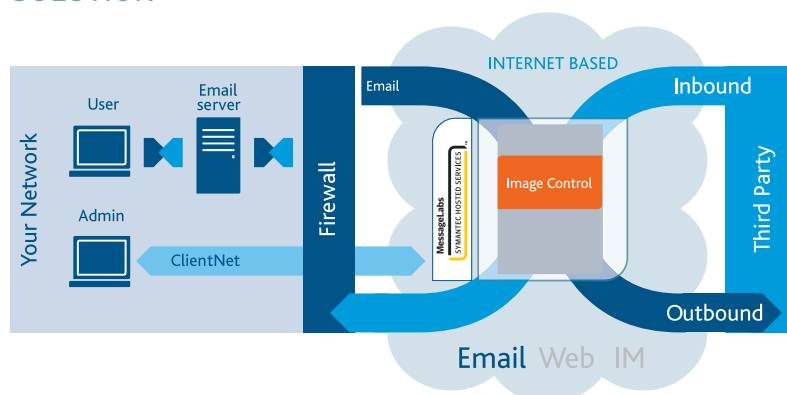 INTERNET BASED
Email
Inbound
User
Email
server
Your Network
Firewall
MessageLabs
SYMANTEC HOSTED SERVICES
Image Control
Third Party
Admin
ClientNet
Outbound
Email Web IM